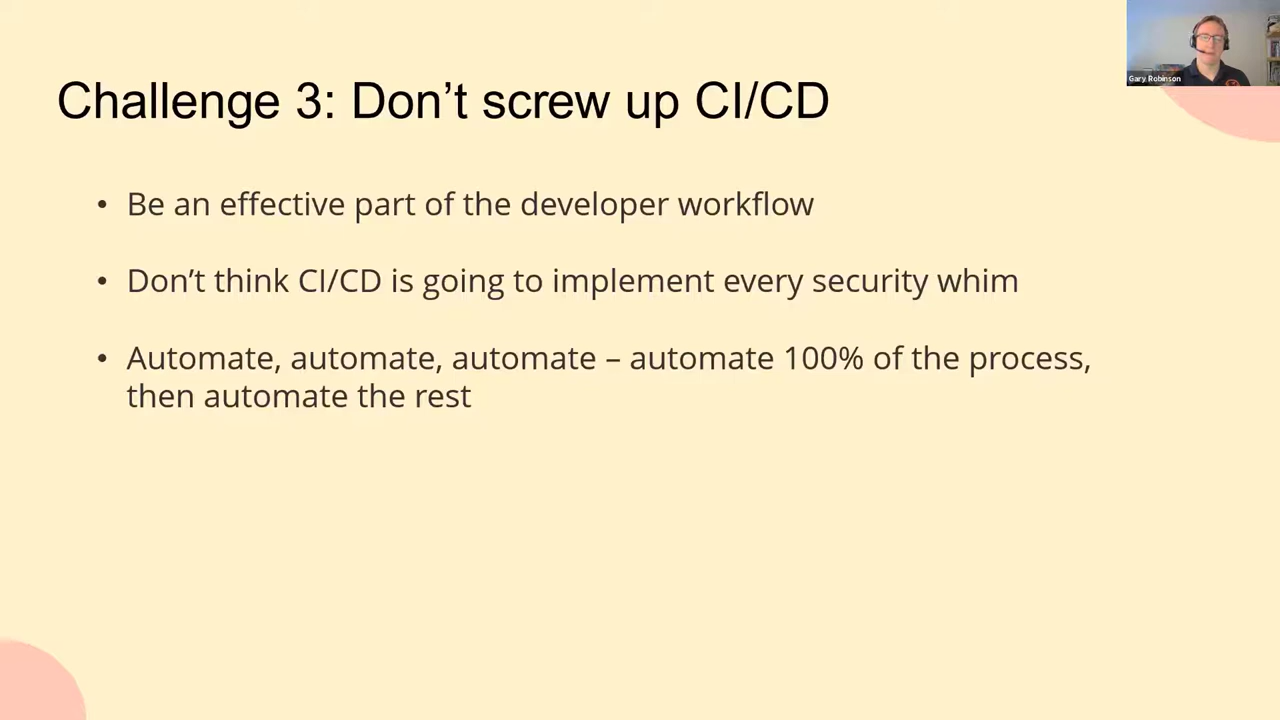 Gary Robinson
Challenge 3: Don’t screw up CI/CD
• Be an effective part of the developer workflow
• Don’t think CI/CD is going to implement every security whim
• Automate, automate, automate – automate 100% of the process,
then automate the rest